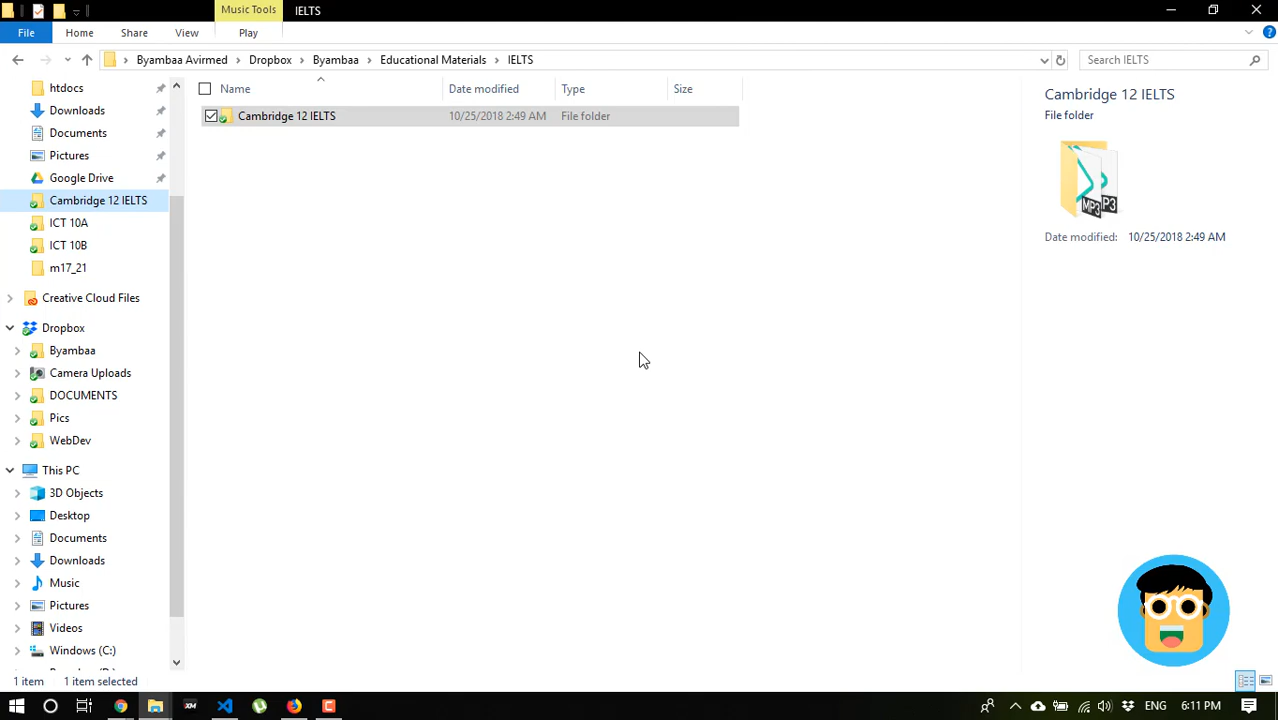 Music Tools
IELTS
File
Home
Share
View
Play
Byambaa Avirmed
Dropbox
Byambaa
Educational Materials
IELTS
Search IELTS
Name
Date modified
Type
Size
Cambridge 12 IELTS
10/25/2018 2:49 AM
File folder
Cambridge 12 IELTS
File folder
MP3
P3
Date modified:
10/25/2018 2:49 AM
htdocs
Downloads
Documents
Pictures
Google Drive
Cambridge 12 IELTS
ICT 10A
ICT 10B
m17_21
Creative Cloud Files
Dropbox
Byambaa
Camera Uploads
DOCUMENTS
Pics
WebDev
This PC
3D Objects
Desktop
Documents
Downloads
Music
Pictures
Videos
Windows (C:)
1 item
1 item selected
ENG
6:11 PM